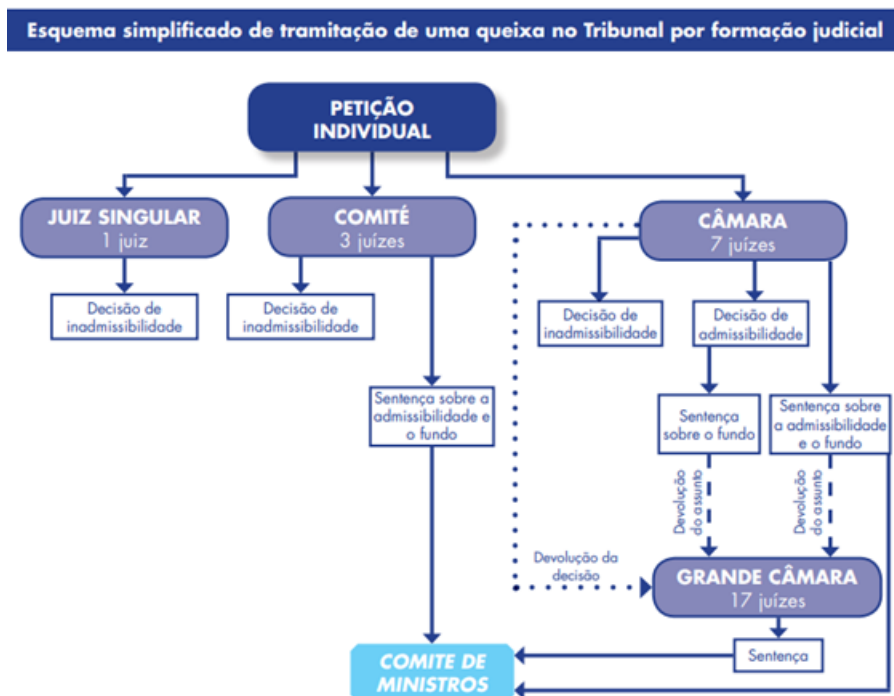 Esquema simplificado de tramitação de uma queixa no Tribunal por formação judicial
PETIÇÃO
INDIVIDUAL
JUIZ SINGULAR
1 juiz
COMITÉ
3 juízes
CÂMARA
7 juízes
Decisão de
inadmissibilidade
Decisão de
inadmissibilidade
Decisão de
inadmissibilidade
Decisão de
admissibilidade
Sentença sobre a
admissibilidade e
o fundo
Sentença
sobre o fundo
Sentença sobre
a admissibilidade
e o fundo
Devolução
do assunto
Devolução
do assunto
Devolução da
decisão
GRANDE CÂMARA
17 juízes
Sentença
COMITE DE
MINISTROS